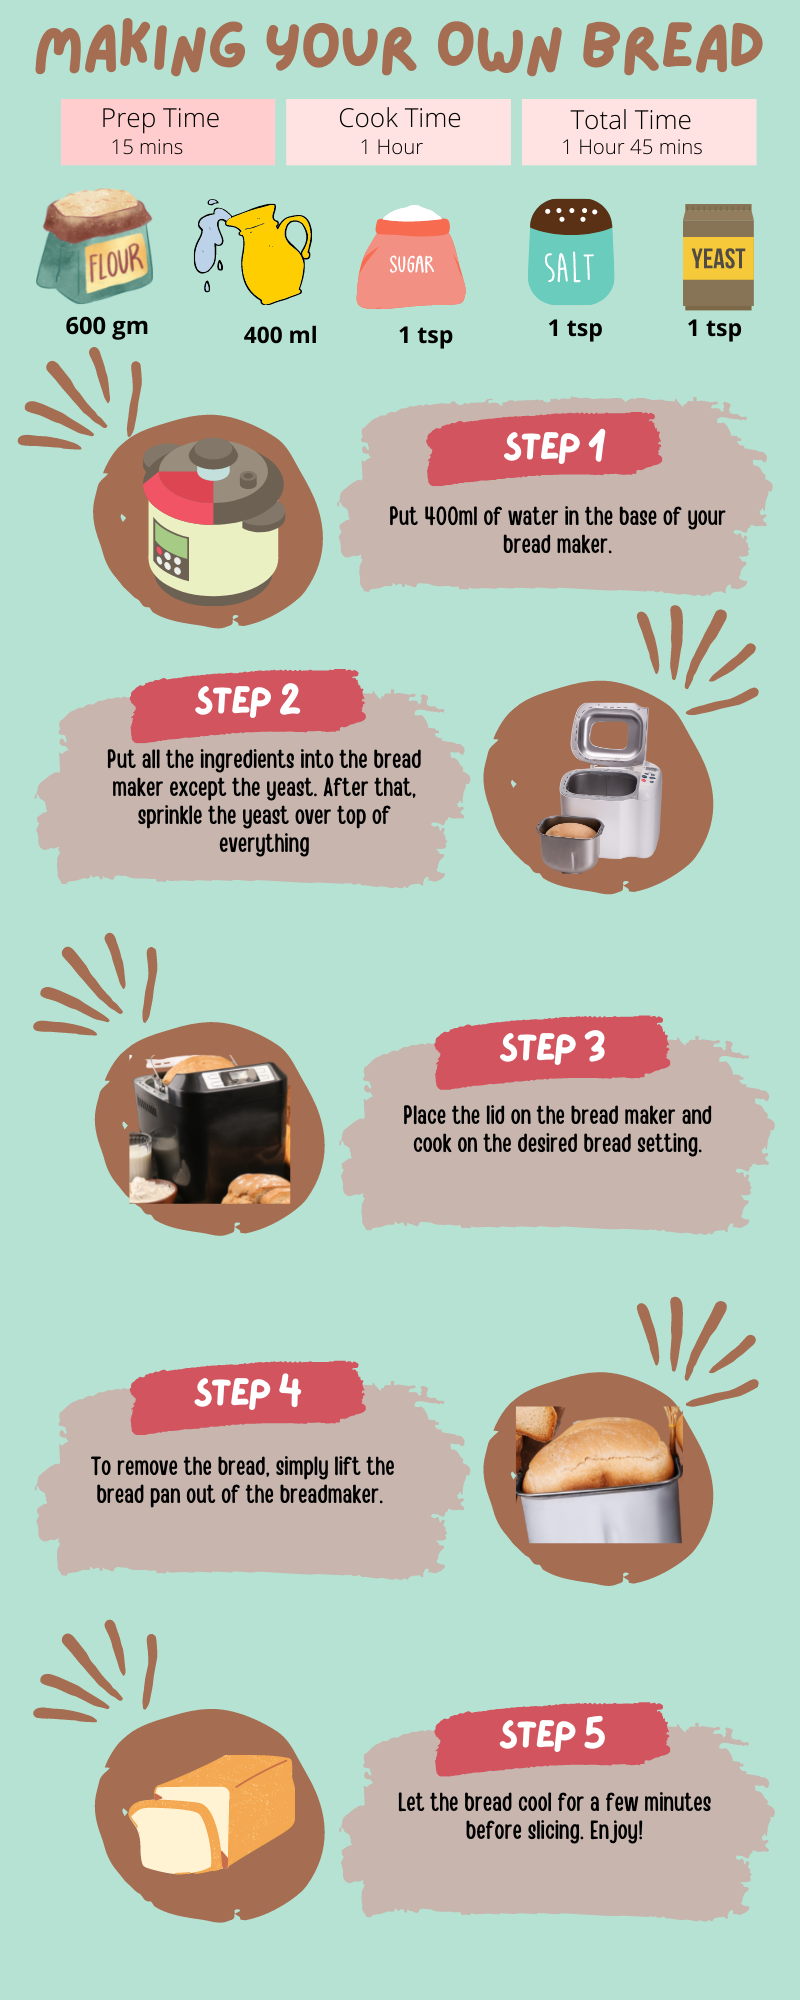 MAKING YOUR OWN BREAD
Prep Time
15 mins
Cook Time
1 Hour
Total Time
1 Hour 45 mins
FLOUR
SUGAR
SALT
YEAST
600 gm
400 ml
1 tsp
1 tsp
1 tsp
STEP 1
Put 400ml of water in the base of your
bread maker.
STEP 2
Put all the ingredients into the bread
maker except the yeast. After that,
sprinkle the yeast over top of
everything
STEP 3
Place the lid on the bread maker and
cook on the desired bread setting.
STEP 4
To remove the bread, simply lift the
bread pan out of the breadmaker.
STEP 5
Let the bread cool for a few minutes
before slicing. Enjoy!